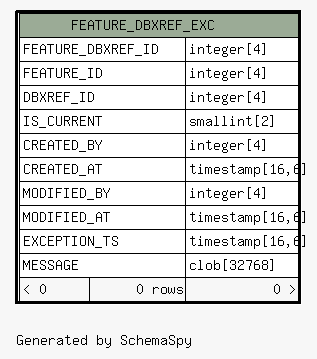 FEATURE_DBXREF_EXC
FEATURE_DBXREF_ID integer[4]
FEATURE_ID integer[4]
DBXREF_ID integer[4]
IS_CURRENT smallint[2]
CREATED_BY integer[4]
CREATED_AT timestamp[16,6]
MODIFIED_BY integer[4]
MODIFIED_AT timestamp[16,6]
EXCEPTION_TS timestamp[16,6]
MESSAGE clob[32768]
< 0 0 rows 0 >
Generated by SchemaSpy